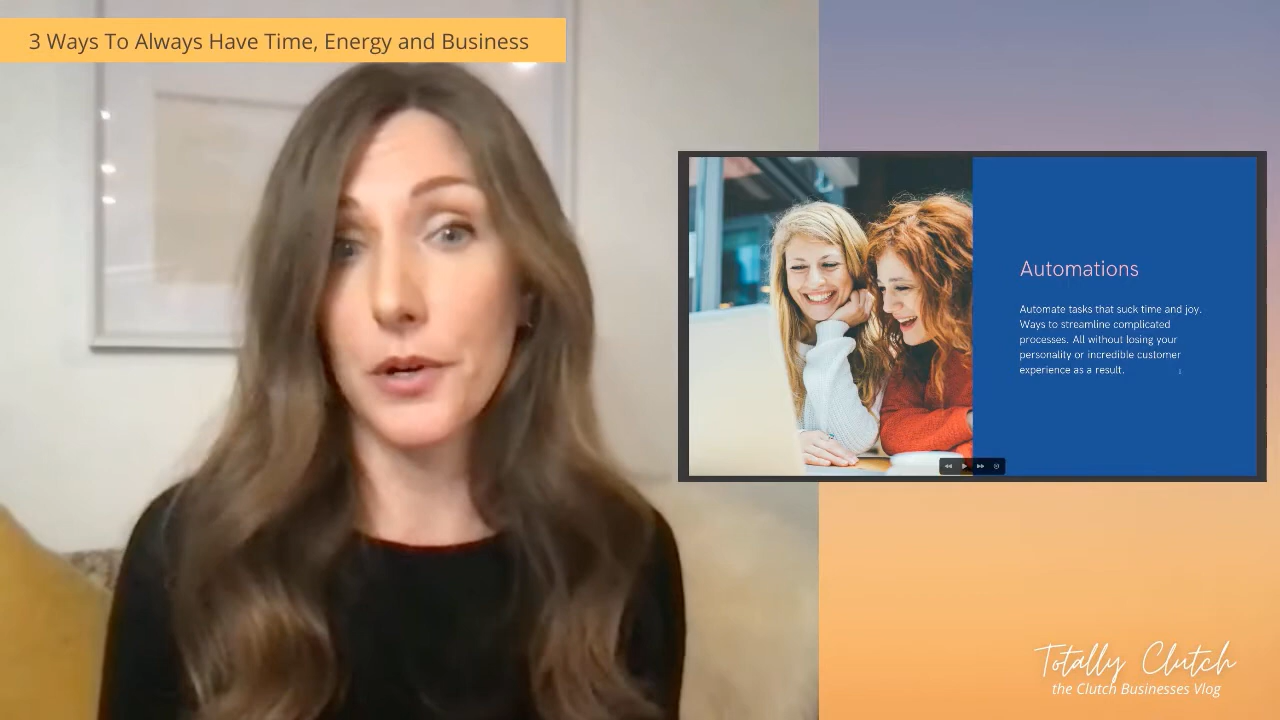 3 Ways To Always Have Time, Energy and Business
Automations
Automate tasks that suck time and joy.
Ways to streamline complicated
processes. All without losing your
personality or incredible customer
experience as a result.
Totally Clutch
the Clutch Businesses Vlog